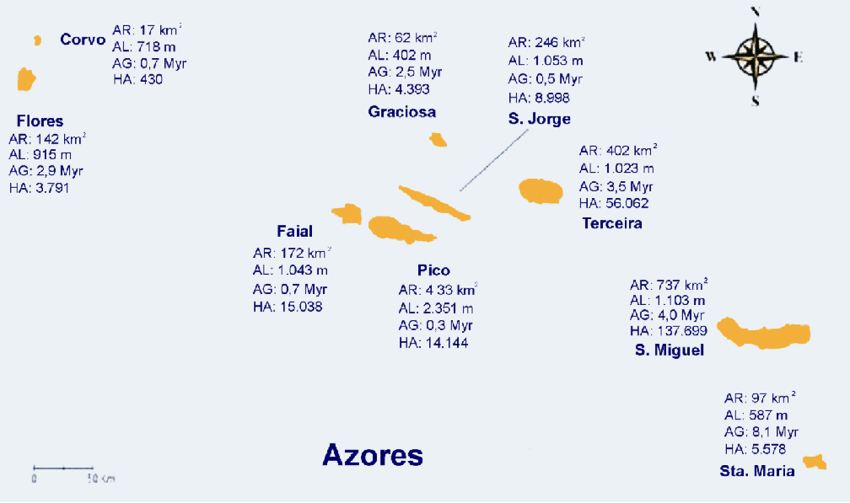 Corvo
AR: 17 km²
AL: 718 m
AG: 0,7 Myr
HA: 430
Flores
AR: 142 km²
AL: 915 m
AG: 2,9 Myr
HA: 3.791
AR: 62 km²
AL: 402 m
AG: 2,5 Myr
HA: 4.393
Graciosa
AR: 246 km²
AL: 1.053 m
AG: 0,5 Myr
HA: 8.998
S. Jorge
N
W E
S
AR: 402 km²
AL: 1.023 m
AG: 3,5 Myr
HA: 56.062
Terceira
Faial
AR: 172 km²
AL: 1.043 m
AG: 0,7 Myr
HA: 15.038
Pico
AR: 4 33 km²
AL: 2.351 m
AG: 0,3 Myr
HA: 14.144
AR: 737 km²
AL: 1.103 m
AG: 4,0 Myr
HA: 137.699
S. Miguel
AR: 97 km²
AL: 587 m
AG: 8,1 Myr
HA: 5.578
Sta. Maria
Azores
0 50 Km